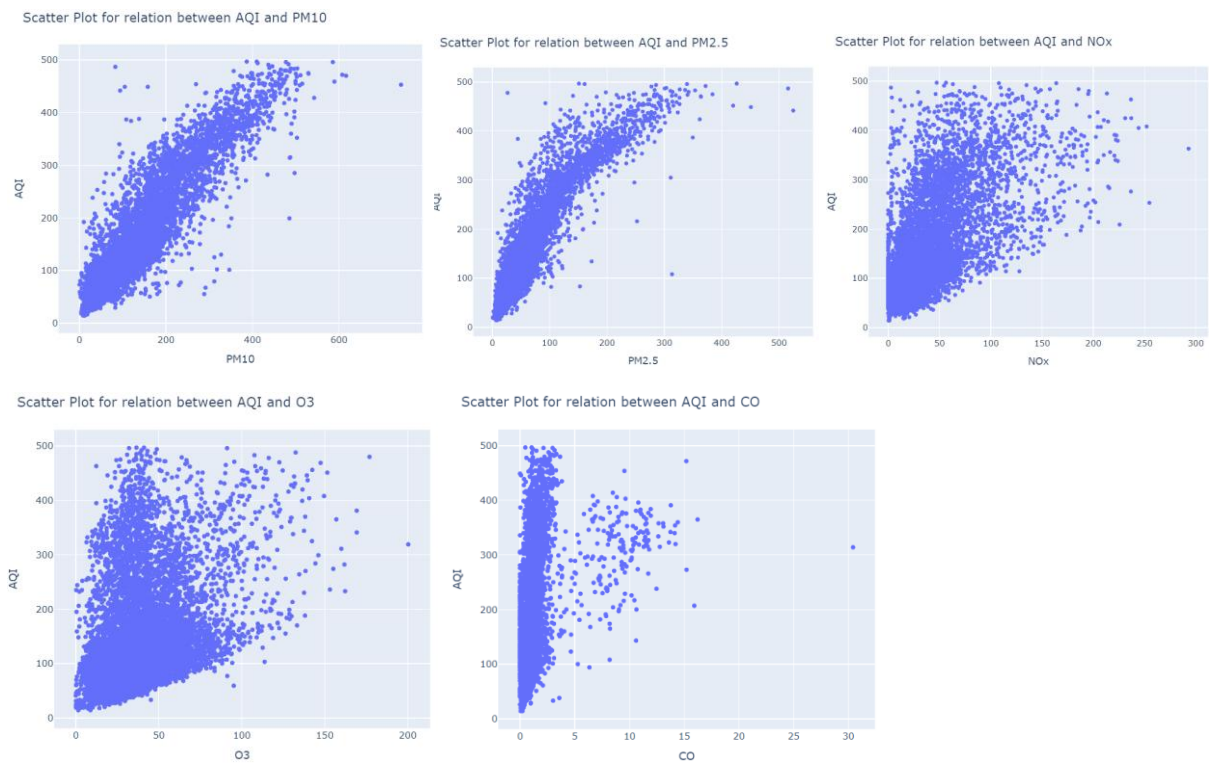 Scatter Plot for relation between AQI and PM10
500
400
300
200
100
0
AQI
0 200 400 600
PM10
Scatter Plot for relation between AQI and PM2.5
500
400
300
200
100
0
AQI
0 100 200 300 400 500
PM2.5
Scatter Plot for relation between AQI and NOx
500
400
300
200
100
0
AQI
0 50 100 150 200 250 300
NOx
Scatter Plot for relation between AQI and O3
500
400
300
200
100
0
AQI
0 50 100 150 200
O3
Scatter Plot for relation between AQI and CO
500
400
300
200
100
0
AQI
0 5 10 15 20 25 30
CO